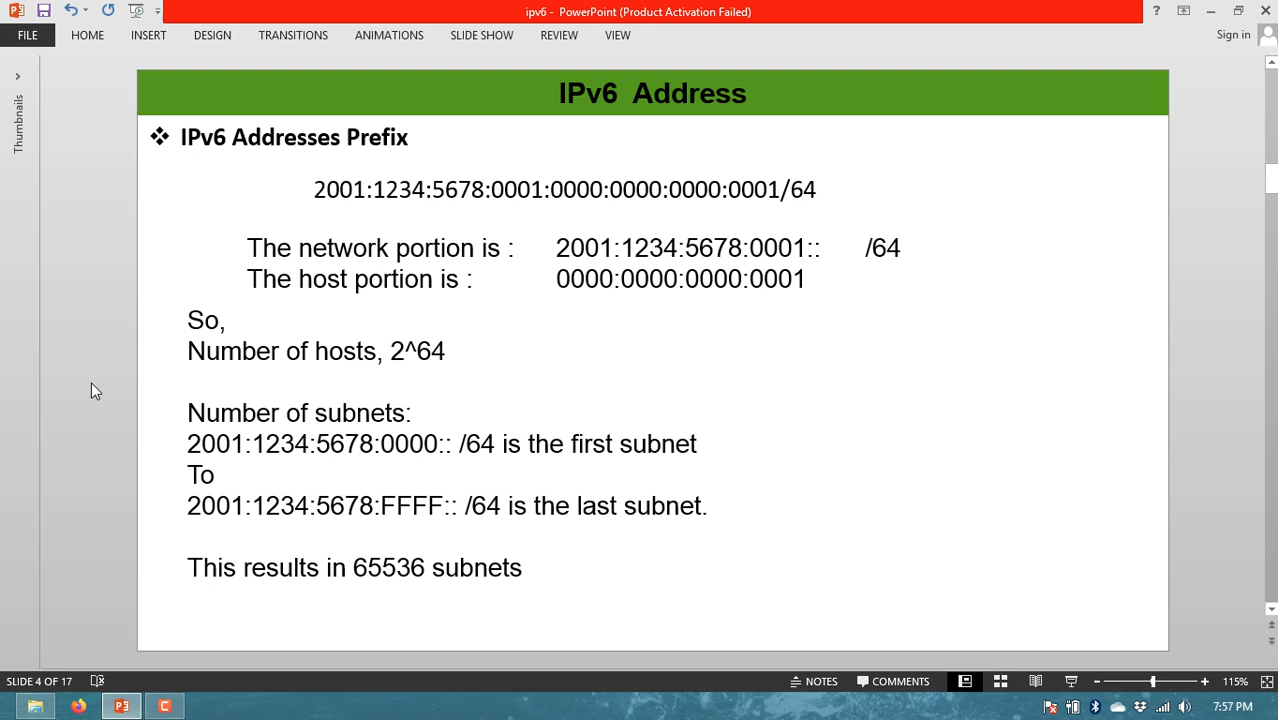 ipv6 - PowerPoint (Product Activation Failed)
FILE HOME INSERT DESIGN TRANSITIONS ANIMATIONS SLIDE SHOW REVIEW VIEW Sign in
Thumbnails
IPv6 Address
❖ IPv6 Addresses Prefix
2001:1234:5678:0001:0000:0000:0000:0001/64
The network portion is : 2001:1234:5678:0001:: /64
The host portion is : 0000:0000:0000:0001
So,
Number of hosts, 2^64
Number of subnets:
2001:1234:5678:0000:: /64 is the first subnet
To
2001:1234:5678:FFFF:: /64 is the last subnet.
This results in 65536 subnets
SLIDE 4 OF 17 NOTES COMMENTS 115%
7:57 PM